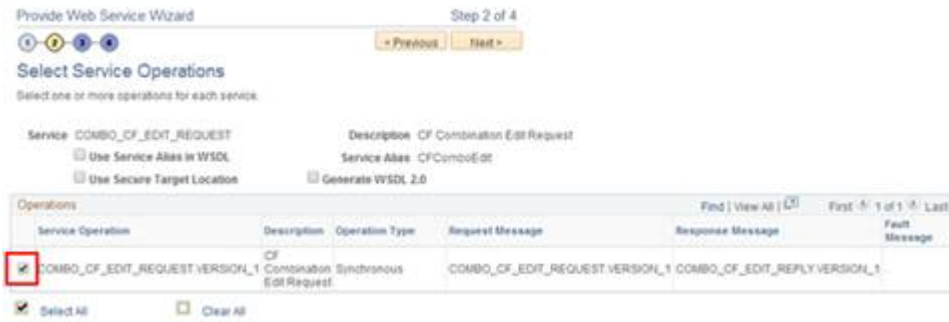 Provide Web Service Wizard Step 2 of 4
1 2 3 4 < Previous Next >
Select Service Operations
Select one or more operations for each service.
Service COMBO_CF_EDIT_REQUEST Description CF Combination Edit Request
Use Service Alias in WSDL Service Alias CFComboEdit
Use Secure Target Location Generate WSDL 2.0
Operations Find | View All | First 1 of 1 Last
Service Operation Description Operation Type Request Message Response Message Fault Message
COMBO_CF_EDIT_REQUEST.VERSION_1 CF Combination Edit Request Synchronous COMBO_CF_EDIT_REQUEST.VERSION_1 COMBO_CF_EDIT_REPLY.VERSION_1
Select All Clear All